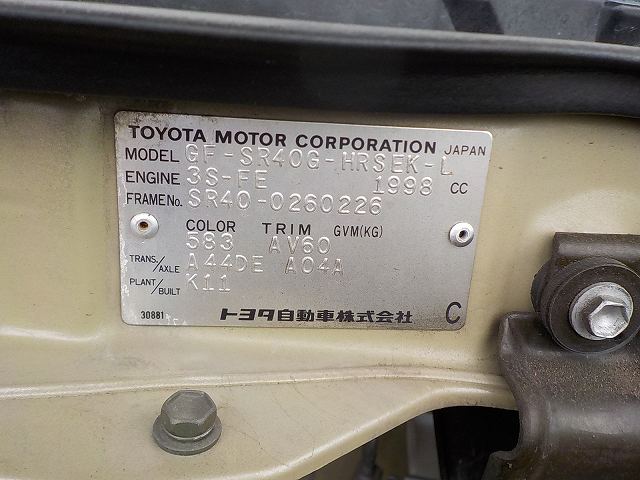 TOYOTA MOTOR CORPORATION JAPAN
MODEL GF-SR40G-HRSEK-L
ENGINE 3S-FE 1998 CC
FRAME No. SR40-0260226
COLOR TRIM GVM(KG)
583 AV60
TRANS./AXLE A44DE A04A
PLANT/BUILT K11
30881 トヨタ自動車株式会社 C